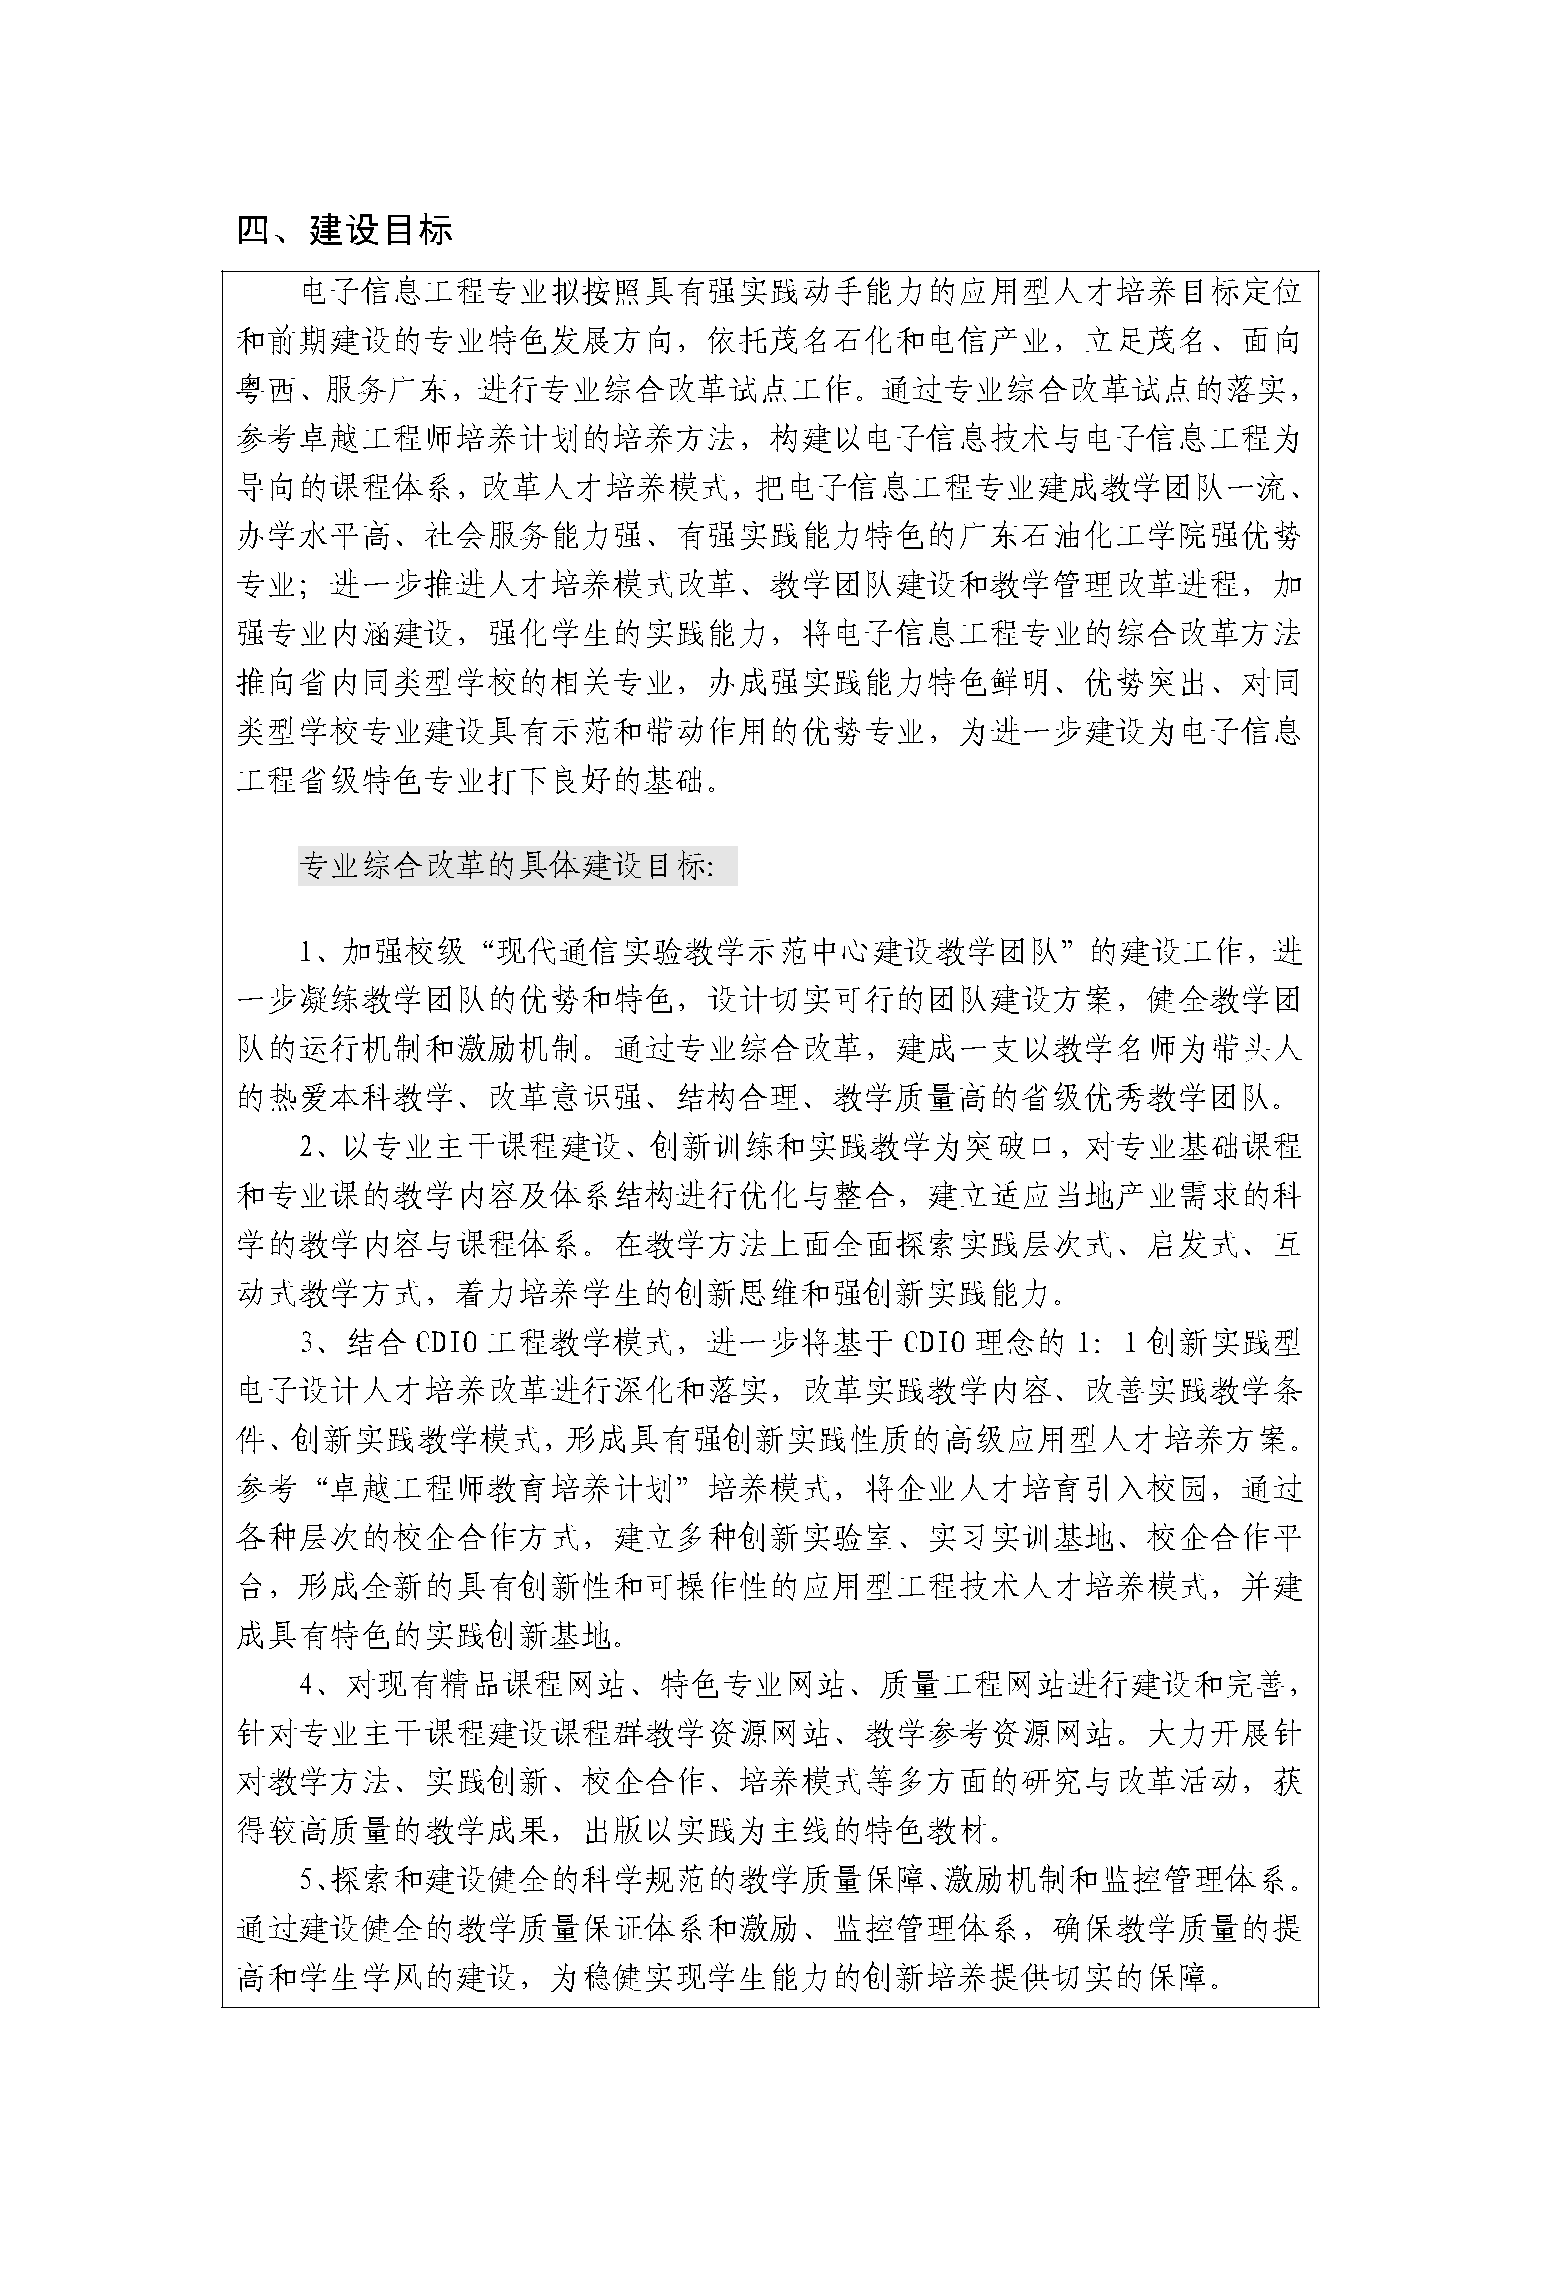 四、建设目标
电子信息工程专业拟按照具有强实践动手能力的应用型人才培养目标定位
和前期建设的专业特色发展方向，依托茂名石化和电信产业，立足茂名、面向
粤西、服务广东，进行专业综合改革试点工作。通过专业综合改革试点的落实，
参考卓越工程师培养计划的培养方法，构建以电子信息技术与电子信息工程为
导向的课程体系，改革人才培养模式，把电子信息工程专业建成教学团队一流、
办学水平高、社会服务能力强、有强实践能力特色的广东石油化工学院强优势
专业；进一步推进人才培养模式改革、教学团队建设和教学管理改革进程，加
强专业内涵建设，强化学生的实践能力，将电子信息工程专业的综合改革方法
推向省内同类型学校的相关专业，办成强实践能力特色鲜明、优势突出、对同
类型学校专业建设具有示范和带动作用的优势专业，为进一步建设为电子信息
工程省级特色专业打下良好的基础。
专业综合改革的具体建设目标：
1、加强校级“现代通信实验教学示范中心建设教学团队”的建设工作，进
一步凝练教学团队的优势和特色，设计切实可行的团队建设方案，健全教学团
队的运行机制和激励机制。通过专业综合改革，建成一支以教学名师为带头人
的热爱本科教学、改革意识强、结构合理、教学质量高的省级优秀教学团队。
2、以专业主干课程建设、创新训练和实践教学为突破口，对专业基础课程
和专业课的教学内容及体系结构进行优化与整合，建立适应当地产业需求的科
学的教学内容与课程体系。在教学方法上面全面探索实践层次式、启发式、互
动式教学方式，着力培养学生的创新思维和强创新实践能力。
3、结合 CDIO 工程教学模式，进一步将基于 CDIO 理念的 1：1 创新实践型
电子设计人才培养改革进行深化和落实，改革实践教学内容、改善实践教学条
件、创新实践教学模式，形成具有强创新实践性质的高级应用型人才培养方案。
参考“卓越工程师教育培养计划”培养模式，将企业人才培育引入校园，通过
各种层次的校企合作方式，建立多种创新实验室、实习实训基地、校企合作平
台，形成全新的具有创新性和可操作性的应用型工程技术人才培养模式，并建
成具有特色的实践创新基地。
4、对现有精品课程网站、特色专业网站、质量工程网站进行建设和完善，
针对专业主干课程建设课程群教学资源网站、教学参考资源网站。大力开展针
对教学方法、实践创新、校企合作、培养模式等多方面的研究与改革活动，获
得较高质量的教学成果，出版以实践为主线的特色教材。
5、探索和建设健全的科学规范的教学质量保障、激励机制和监控管理体系。
通过建设健全的教学质量保证体系和激励、监控管理体系，确保教学质量的提
高和学生学风的建设，为稳健实现学生能力的创新培养提供切实的保障。